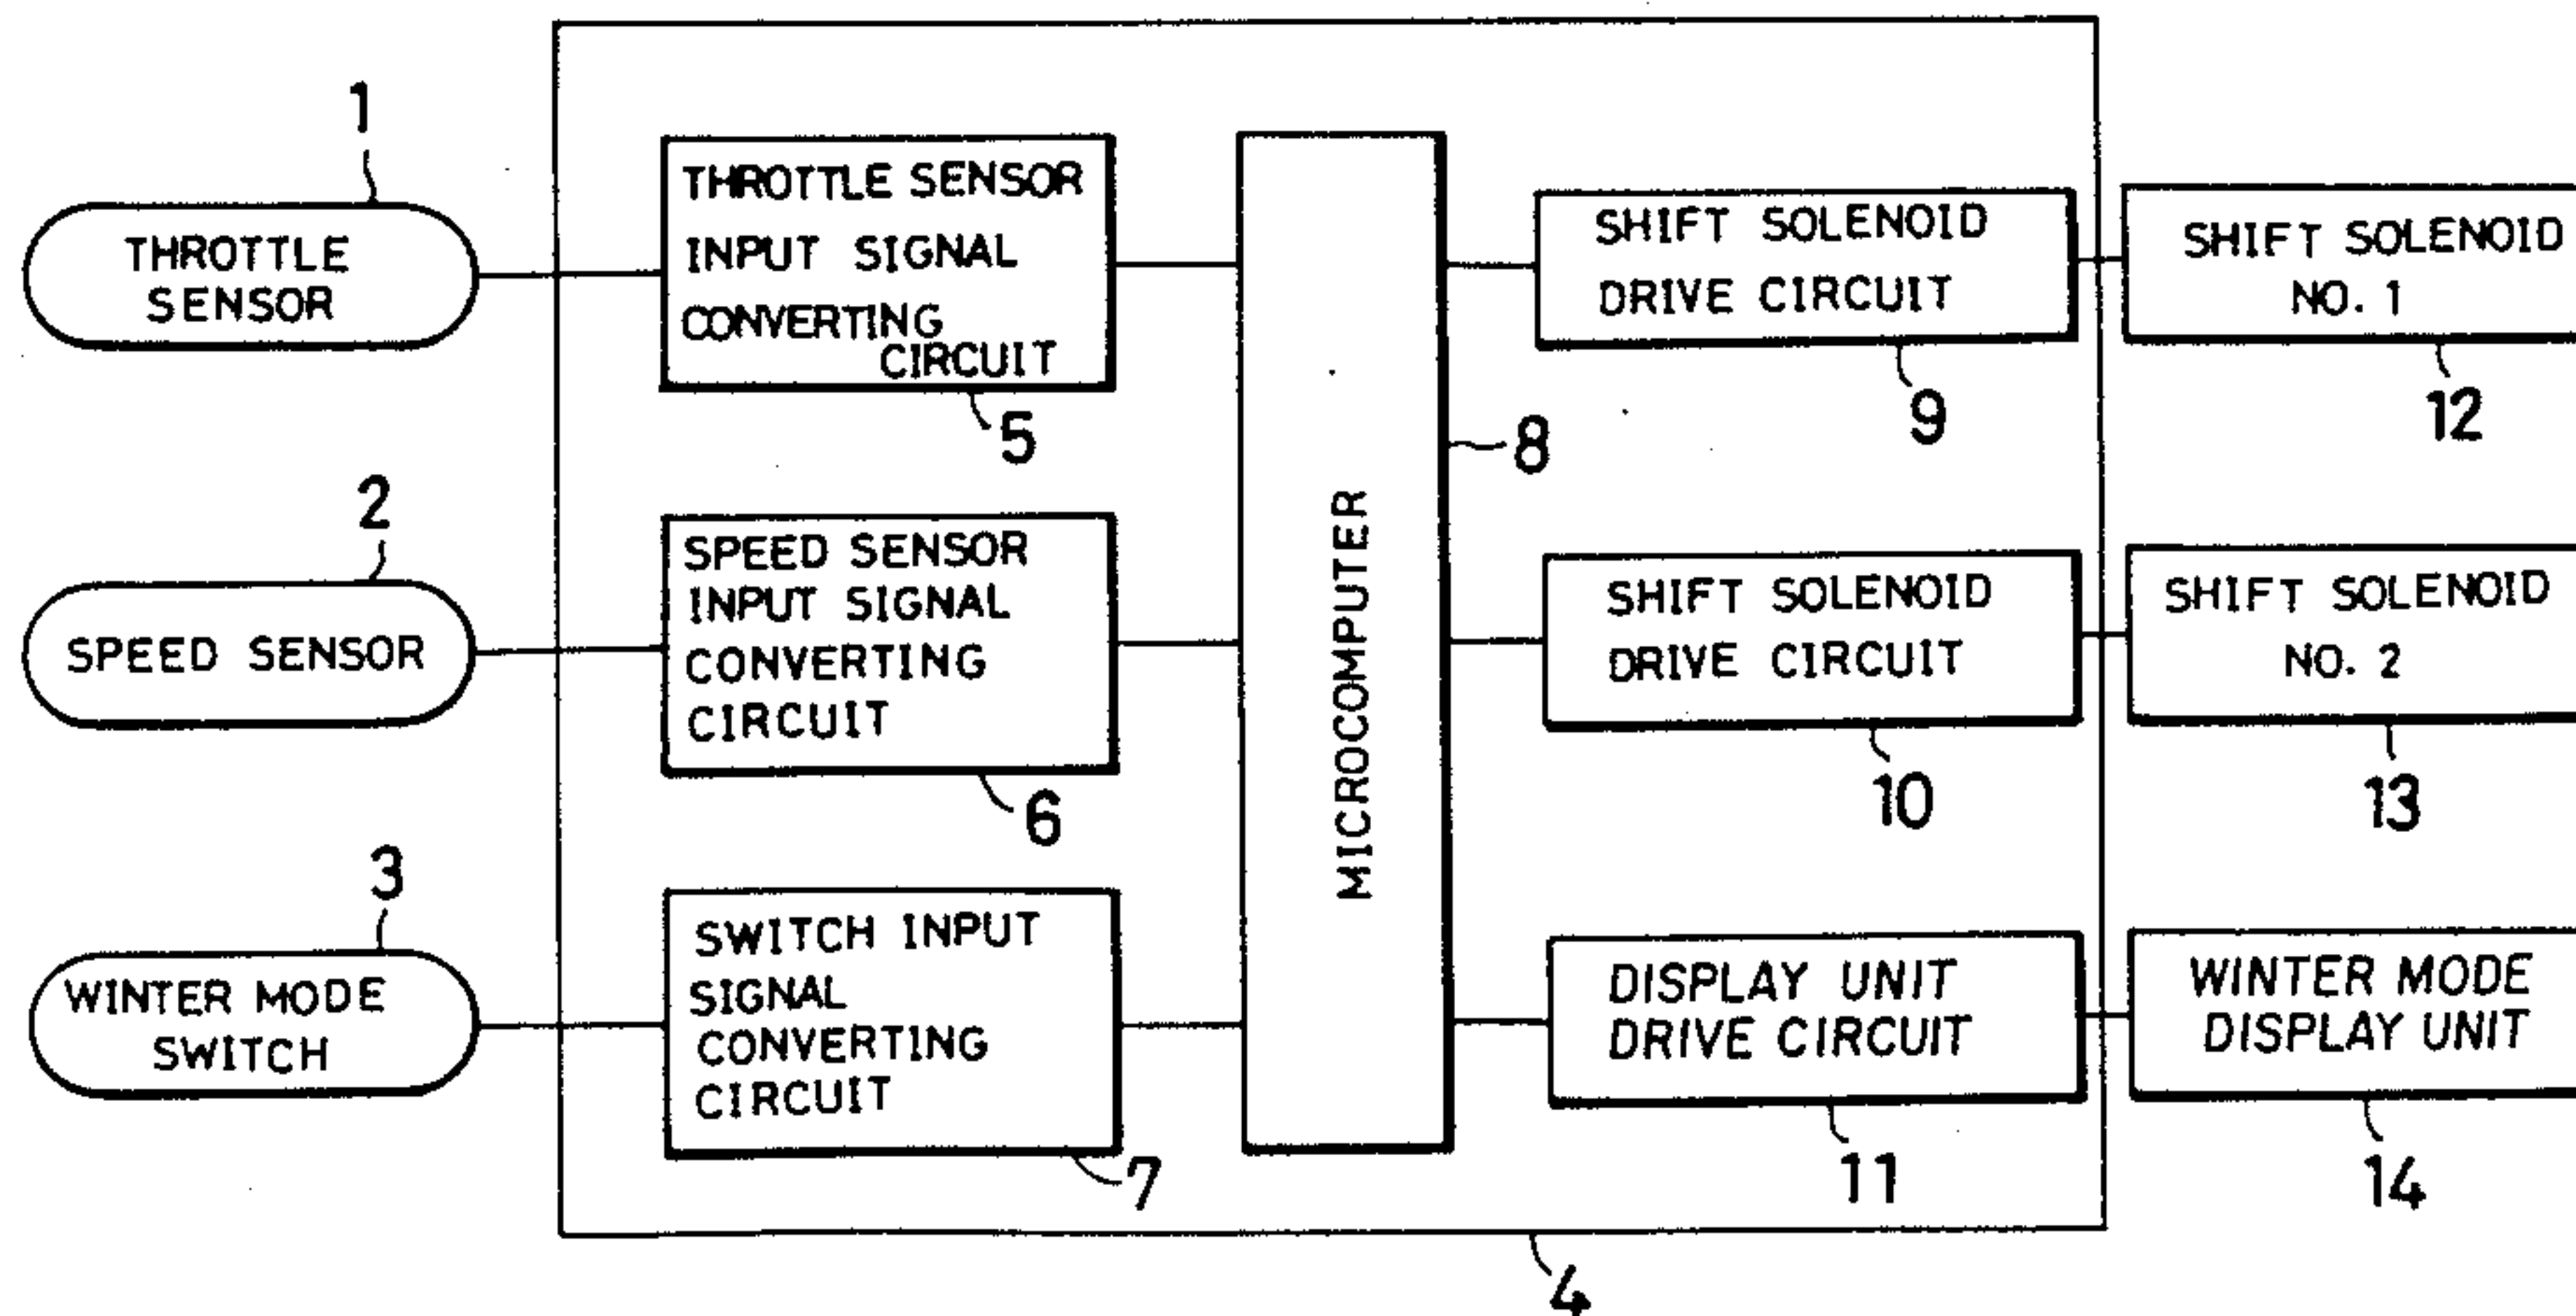 1
THROTTLE
SENSOR
2
SPEED SENSOR
3
WINTER MODE
SWITCH
THROTTLE SENSOR
INPUT SIGNAL
CONVERTING
CIRCUIT
5
SPEED SENSOR
INPUT SIGNAL
CONVERTING
CIRCUIT
6
SWITCH INPUT
SIGNAL
CONVERTING
CIRCUIT
7
MICROCOMPUTER
8
SHIFT SOLENOID
DRIVE CIRCUIT
9
SHIFT SOLENOID
DRIVE CIRCUIT
10
DISPLAY UNIT
DRIVE CIRCUIT
11
4
SHIFT SOLENOID
NO. 1
12
SHIFT SOLENOID
NO. 2
13
WINTER MODE
DISPLAY UNIT
14